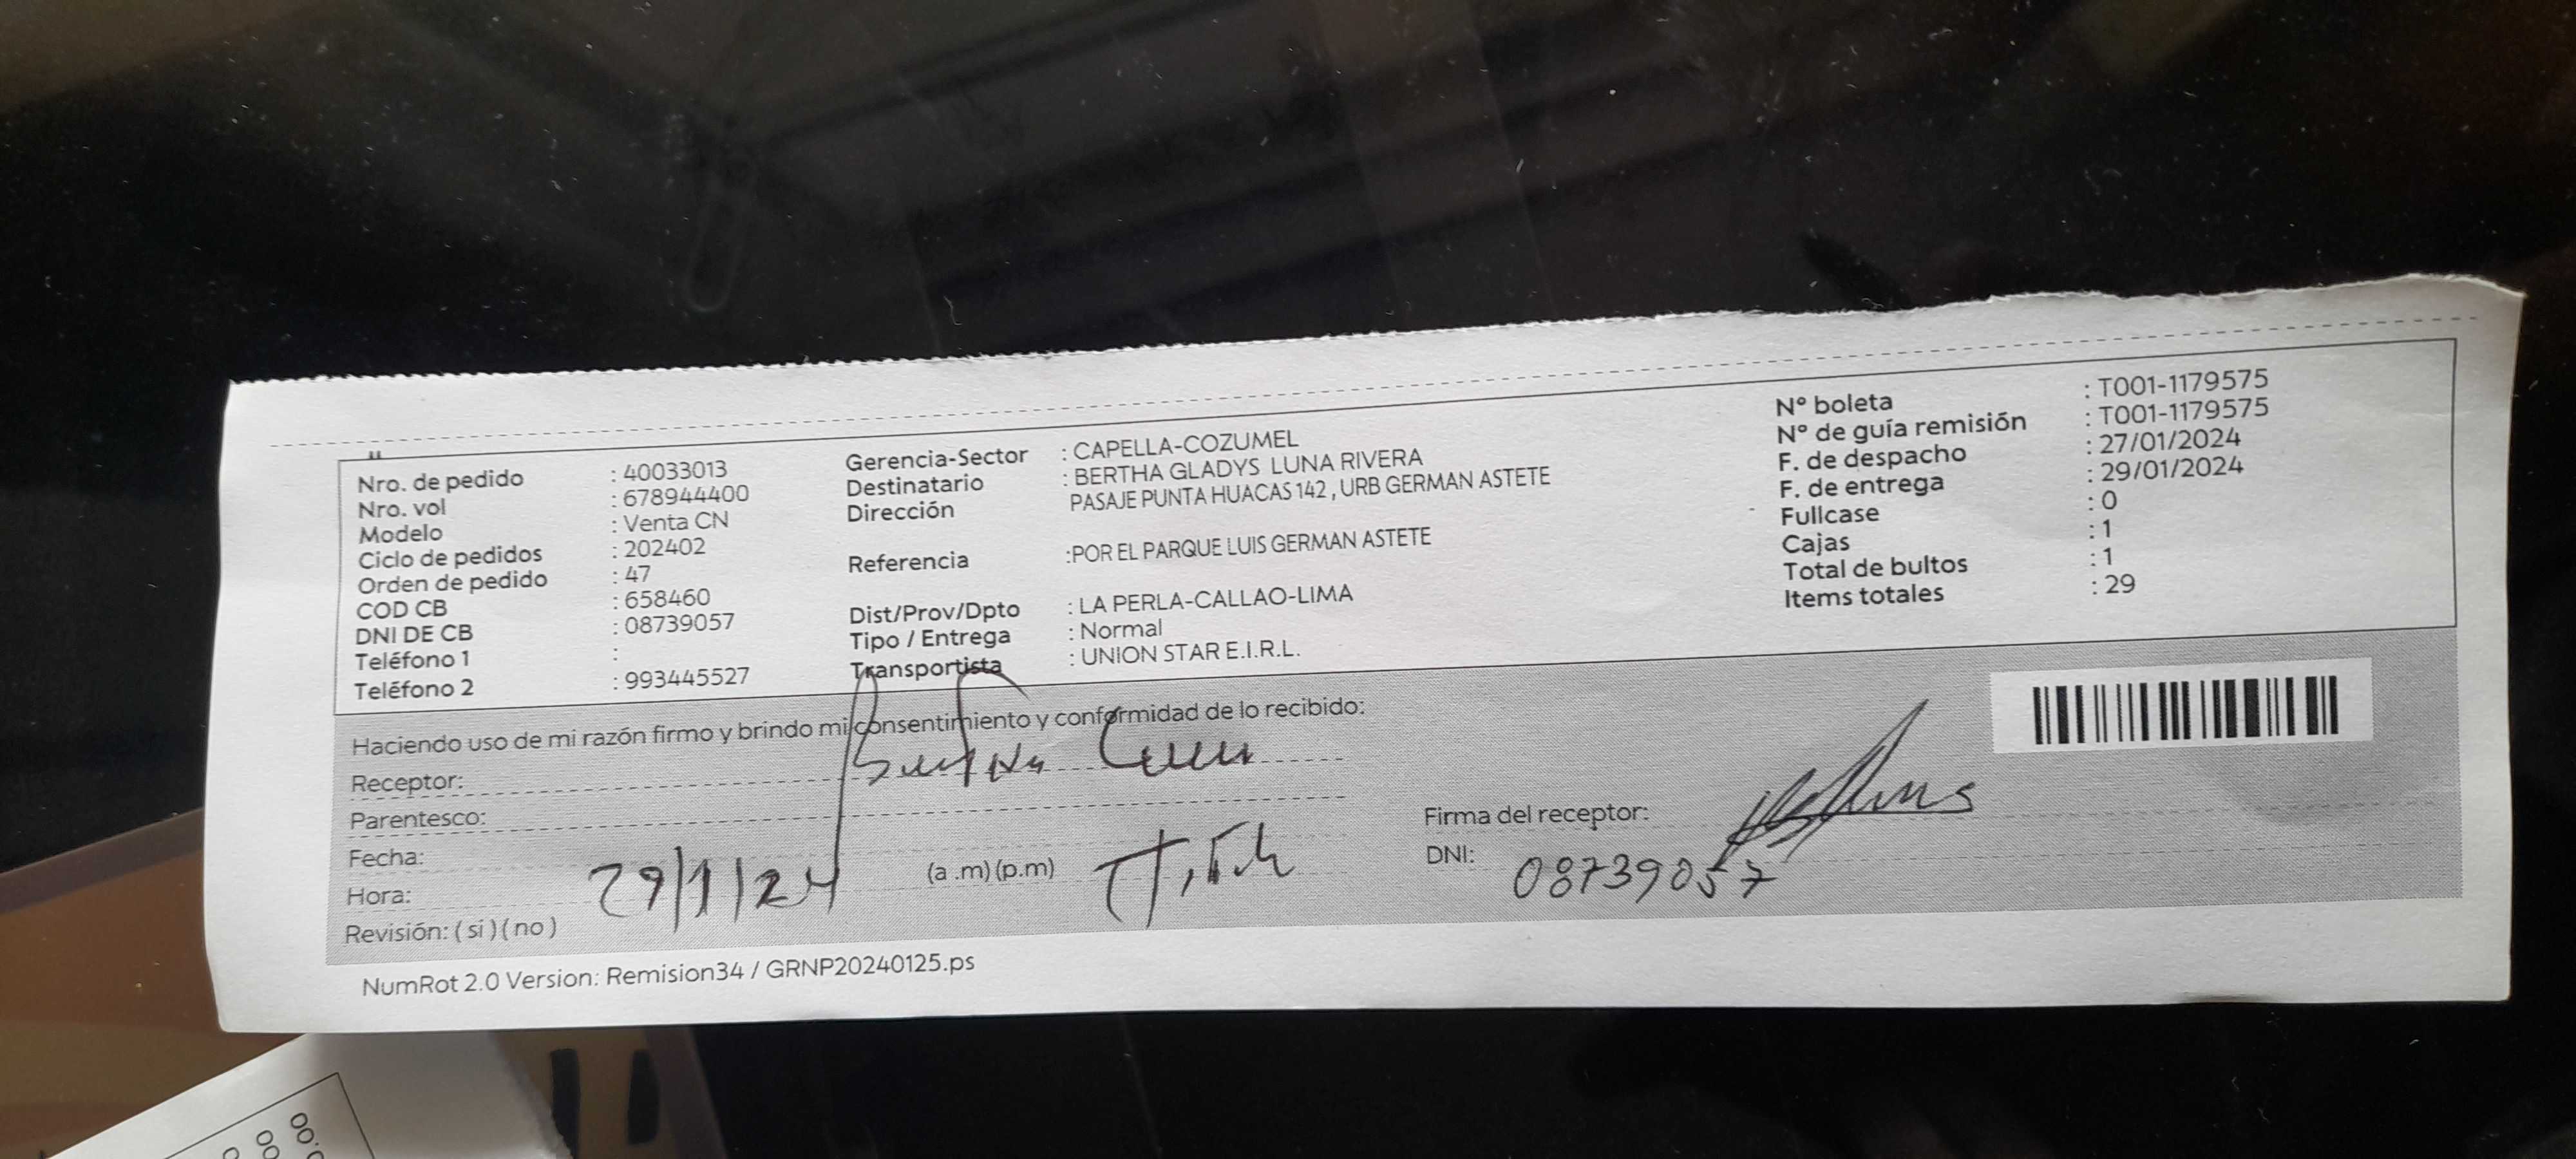 Nro. de pedido : 40033013
Nro. vol : 678944400
Modelo : Venta CN
Ciclo de pedidos : 202402
Orden de pedido : 47
COD CB : 658460
DNI DE CB : 08739057
Teléfono 1 :
Teléfono 2 : 993445527
Gerencia-Sector : CAPELLA-COZUMEL
Destinatario : BERTHA GLADYS LUNA RIVERA
Dirección PASAJE PUNTA HUACAS 142 , URB GERMAN ASTETE
Referencia :POR EL PARQUE LUIS GERMAN ASTETE
Dist/Prov/Dpto : LA PERLA-CALLAO-LIMA
Tipo / Entrega : Normal
Transportista : UNION STAR E.I.R.L.
Nº boleta : T001-1179575
Nº de guía remisión : T001-1179575
F. de despacho : 27/01/2024
F. de entrega : 29/01/2024
Fullcase : 0
Cajas : 1
Total de bultos : 1
Items totales : 29
Haciendo uso de mi razón firmo y brindo mi consentimiento y conformidad de lo recibido:
Receptor: Bertha Luna
Parentesco:
Fecha:
Hora: 29/1/24 (a .m) (p.m)
Revisión: ( si ) ( no )
Firma del receptor:
DNI: 08739057
NumRot 2.0 Version: Remision34 / GRNP20240125.ps